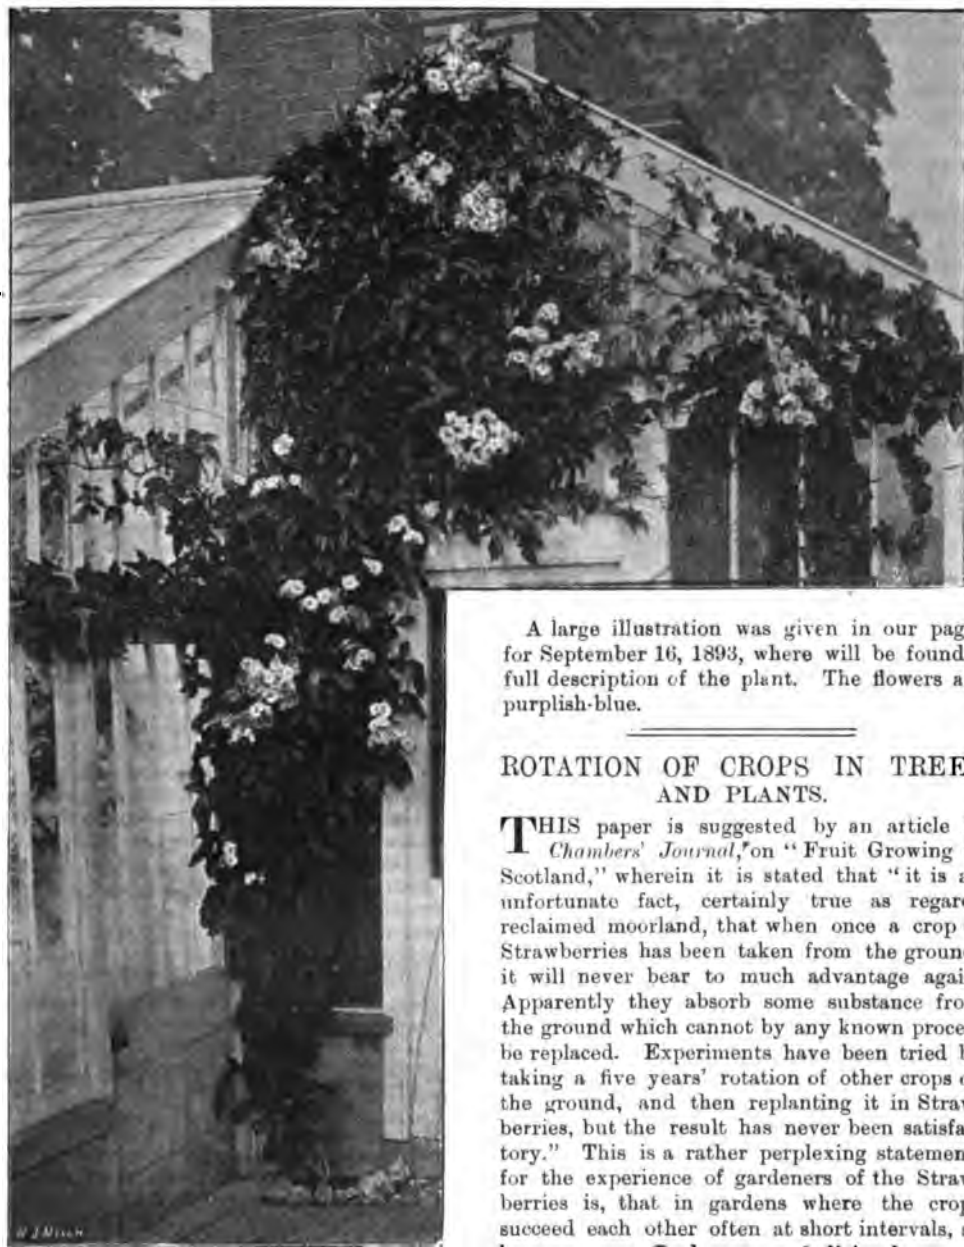 A large illustration was given in our pag
for September 16, 1893, where will be found
full description of the plant. The flowers a
purplish-blue.
ROTATION OF CROPS IN TREE
AND PLANTS.
THIS paper is suggested by an article
Chambers' Journal, on "Fruit Growing
Scotland," wherein it is stated that "it is a
unfortunate fact, certainly true as regar
reclaimed moorland, that when once a crop
Strawberries has been taken from the ground
it will never bear to much advantage agai
Apparently they absorb some substance fro
the ground which cannot by any known proce
be replaced. Experiments have been tried b
taking a five years' rotation of other crops o
the ground, and then replanting it in Straw
berries, but the result has never been satisfa
tory." This is a rather perplexing statemen
for the experience of gardeners of the Straw
berries is, that in gardens where the crop
succeed each other often at short intervals,